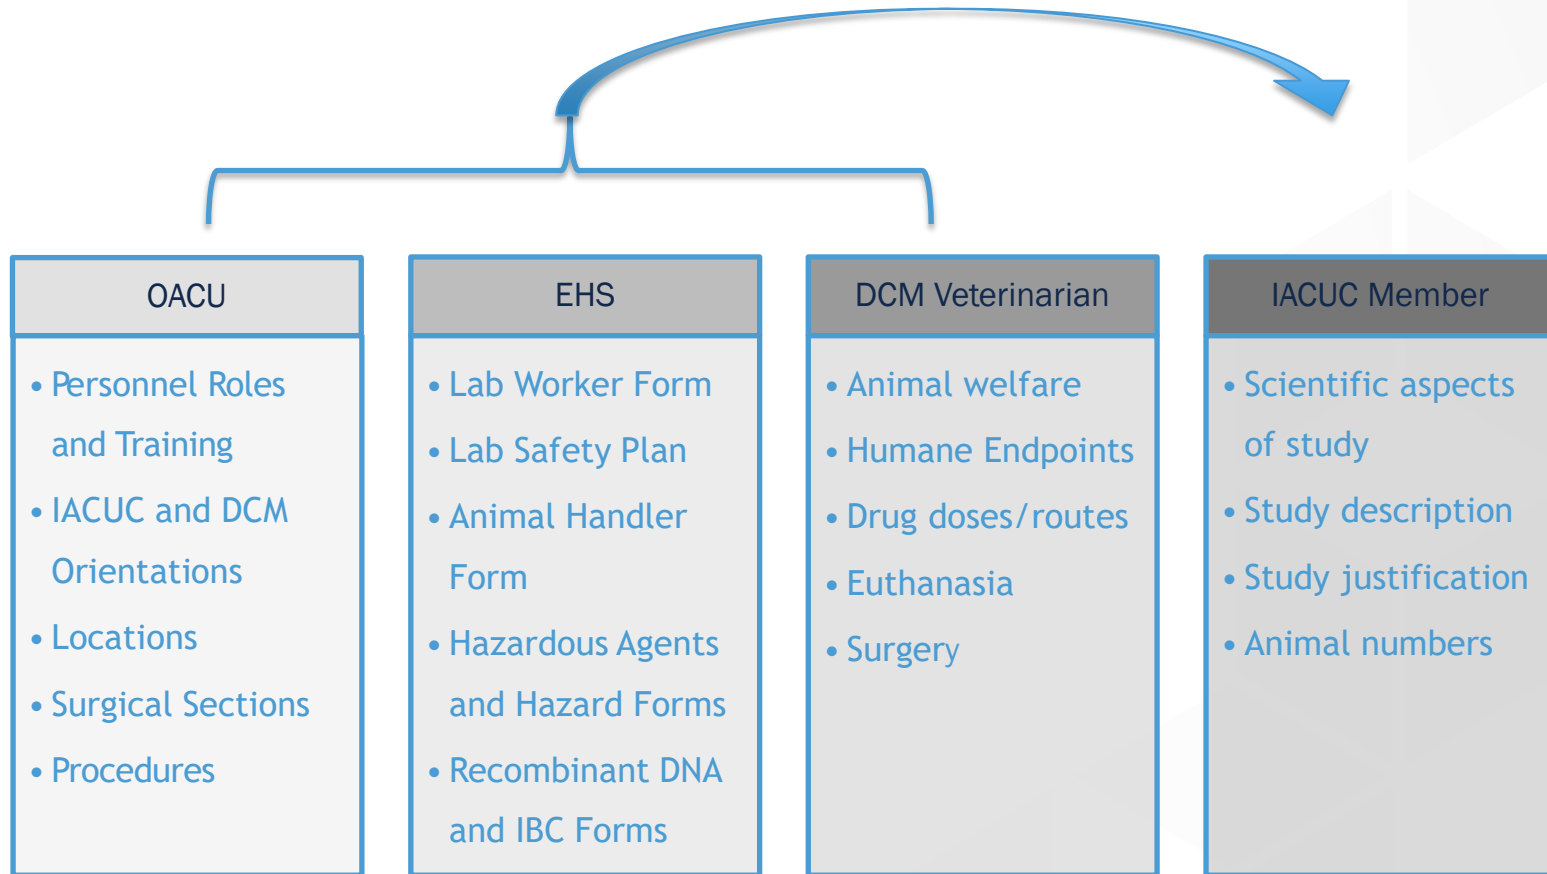 OACU
• Personnel Roles
and Training
• IACUC and DCM
Orientations
• Locations
• Surgical Sections
• Procedures
EHS
• Lab Worker Form
• Lab Safety Plan
• Animal Handler
Form
• Hazardous Agents
and Hazard Forms
• Recombinant DNA
and IBC Forms
DCM Veterinarian
• Animal welfare
• Humane Endpoints
• Drug doses/routes
• Euthanasia
• Surgery
IACUC Member
• Scientific aspects
of study
• Study description
• Study justification
• Animal numbers